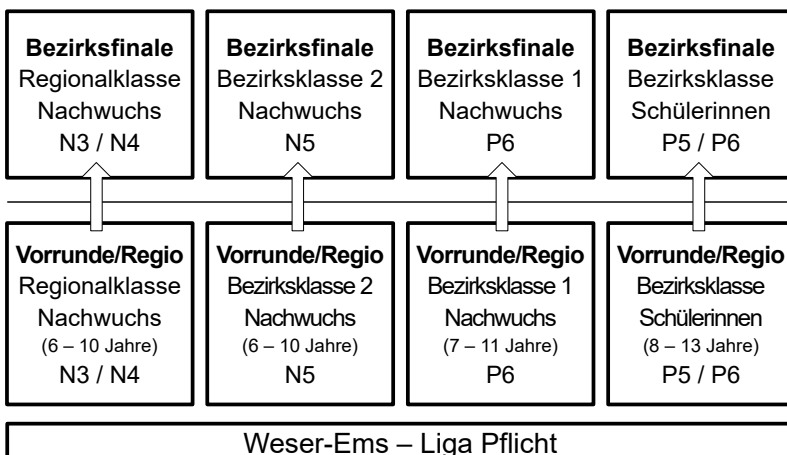 Bezirksfinale
Regionalklasse
Nachwuchs
N3 / N4
Bezirksfinale
Bezirksklasse 2
Nachwuchs
N5
Bezirksfinale
Bezirksklasse 1
Nachwuchs
P6
Bezirksfinale
Bezirksklasse
Schülerinnen
P5 / P6
Vorrunde/Regio
Regionalklasse
Nachwuchs
(6 – 10 Jahre)
N3 / N4
Vorrunde/Regio
Bezirksklasse 2
Nachwuchs
(6 – 10 Jahre)
N5
Vorrunde/Regio
Bezirksklasse 1
Nachwuchs
(7 – 11 Jahre)
P6
Vorrunde/Regio
Bezirksklasse
Schülerinnen
(8 – 13 Jahre)
P5 / P6
Weser-Ems – Liga Pflicht